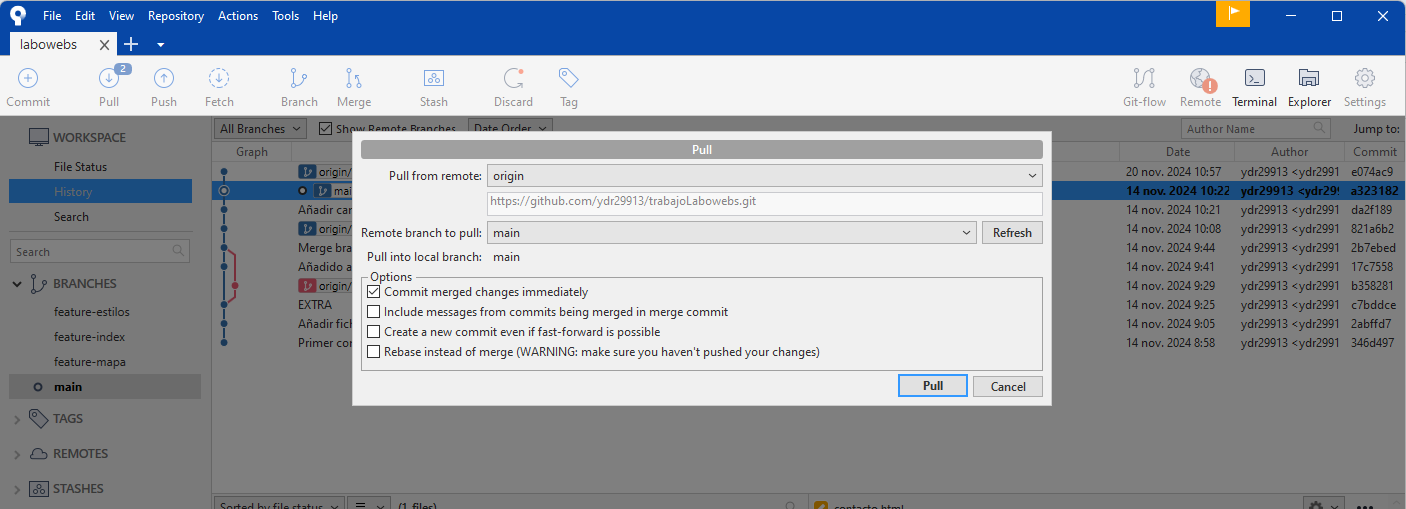 File Edit View Repository Actions Tools Help
labowebs
2
Commit Pull Push Fetch Branch Merge Stash Discard Tag Git-flow Remote Terminal Explorer Settings
WORKSPACE
File Status
History
Search
Search
BRANCHES
feature-estilos
feature-index
feature-mapa
main
TAGS
REMOTES
STASHES
All Branches Show Remote Branches Date Order Author Name Jump to:
Graph Date Author Commit
origin/ 20 nov. 2024 10:57 ydr29913 <ydr2991 e074ac9
mai 14 nov. 2024 10:22 ydr29913 <ydr299 a323182
Añadir car 14 nov. 2024 10:21 ydr29913 <ydr2991 da2f189
origin/ 14 nov. 2024 10:08 ydr29913 <ydr2991 821a6b2
Merge bra 14 nov. 2024 9:44 ydr29913 <ydr2991 2b7ebed
Añadido a 14 nov. 2024 9:41 ydr29913 <ydr2991 17c7558
origin/ 14 nov. 2024 9:29 ydr29913 <ydr2991 b358281
EXTRA 14 nov. 2024 9:25 ydr29913 <ydr2991 c7bddce
Añadir fich 14 nov. 2024 9:05 ydr29913 <ydr2991 2abffd7
Primer cor 14 nov. 2024 8:58 ydr29913 <ydr2991 346d497
Pull
Pull from remote: origin
https://github.com/ydr29913/trabajoLabowebs.git
Remote branch to pull: main Refresh
Pull into local branch: main
Options
Commit merged changes immediately
Include messages from commits being merged in merge commit
Create a new commit even if fast-forward is possible
Rebase instead of merge (WARNING: make sure you haven't pushed your changes)
Pull Cancel
Sorted by file status (1 files) contacto.html